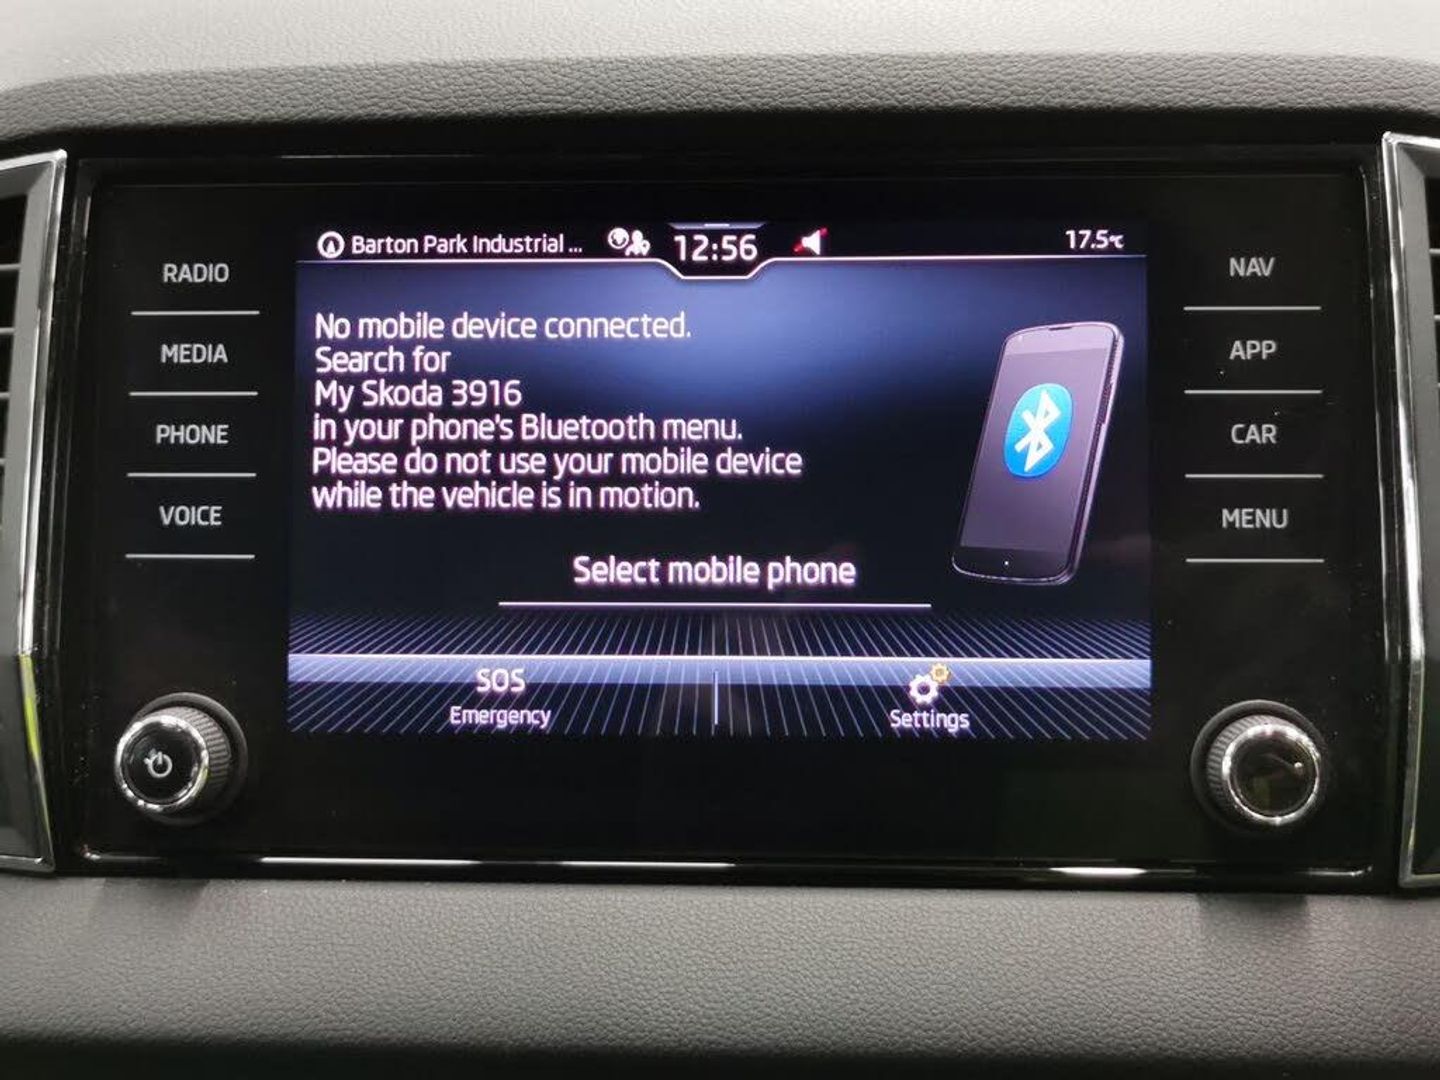 Barton Park Industrial ...
12:56
17.5°C
RADIO
MEDIA
PHONE
VOICE
No mobile device connected.
Search for
My Skoda 3916
in your phone's Bluetooth menu.
Please do not use your mobile device
while the vehicle is in motion.
Select mobile phone
SOS
Emergency
Settings
NAV
APP
CAR
MENU